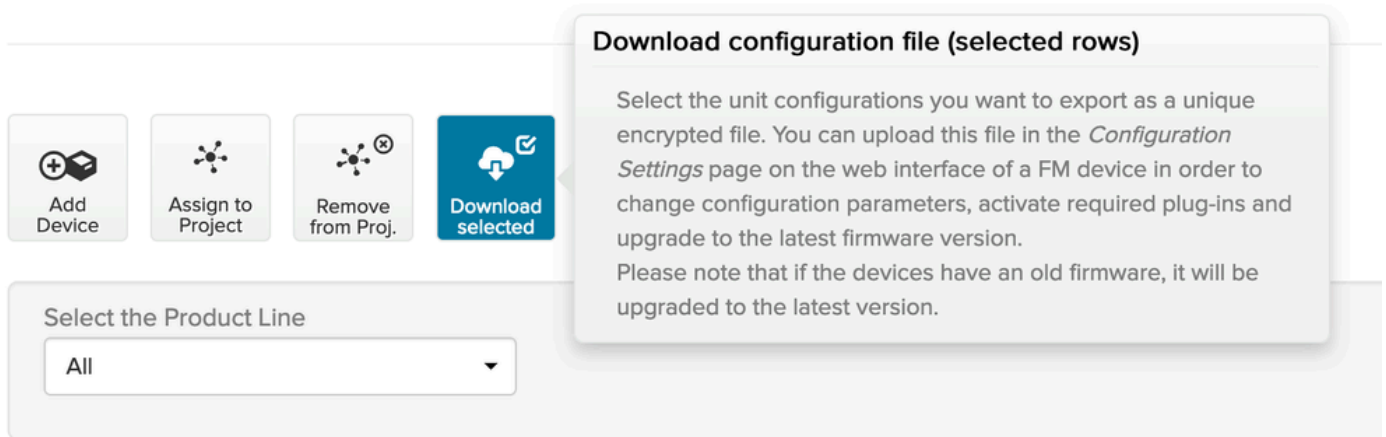 Download configuration file (selected rows)
Select the unit configurations you want to export as a unique
encrypted file. You can upload this file in the Configuration
Settings page on the web interface of a FM device in order to
change configuration parameters, activate required plug-ins and
upgrade to the latest firmware version.
Please note that if the devices have an old firmware, it will be
upgraded to the latest version.
Add
Device
Assign to
Project
Remove
from Proj.
Download
selected
Select the Product Line
All